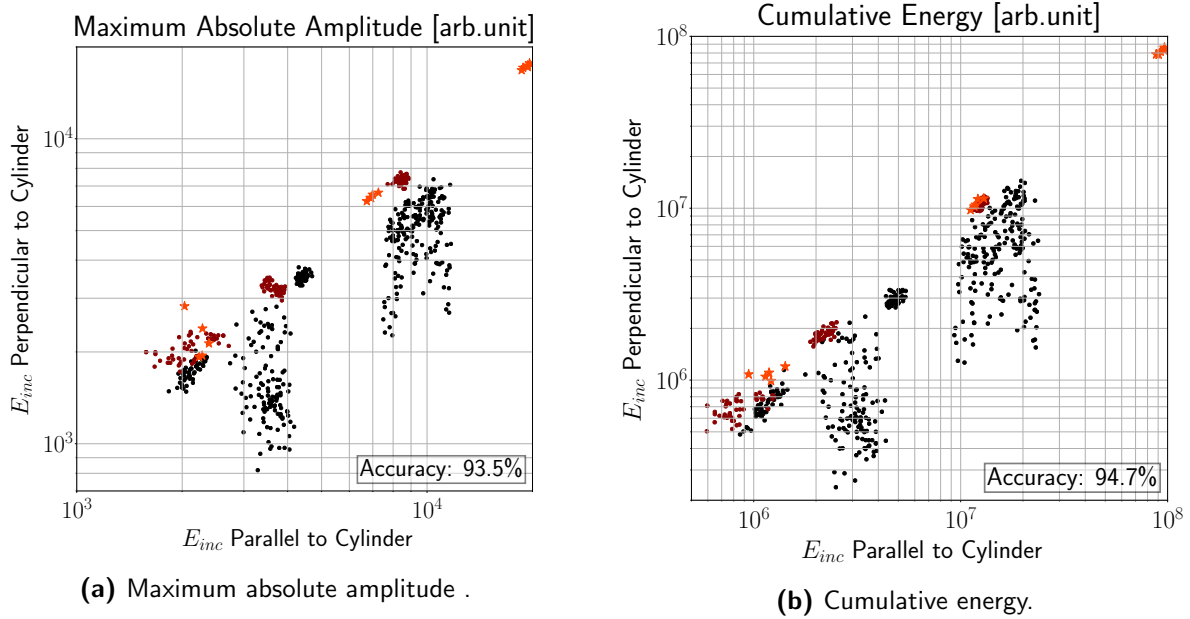 Maximum Absolute Amplitude [arb.unit]
E_inc Perpendicular to Cylinder
10^4
10^3
Accuracy: 93.5%
10^3
10^4
E_inc Parallel to Cylinder
(a) Maximum absolute amplitude .
Cumulative Energy [arb.unit]
E_inc Perpendicular to Cylinder
10^8
10^7
10^6
Accuracy: 94.7%
10^6
10^7
10^8
E_inc Parallel to Cylinder
(b) Cumulative energy.